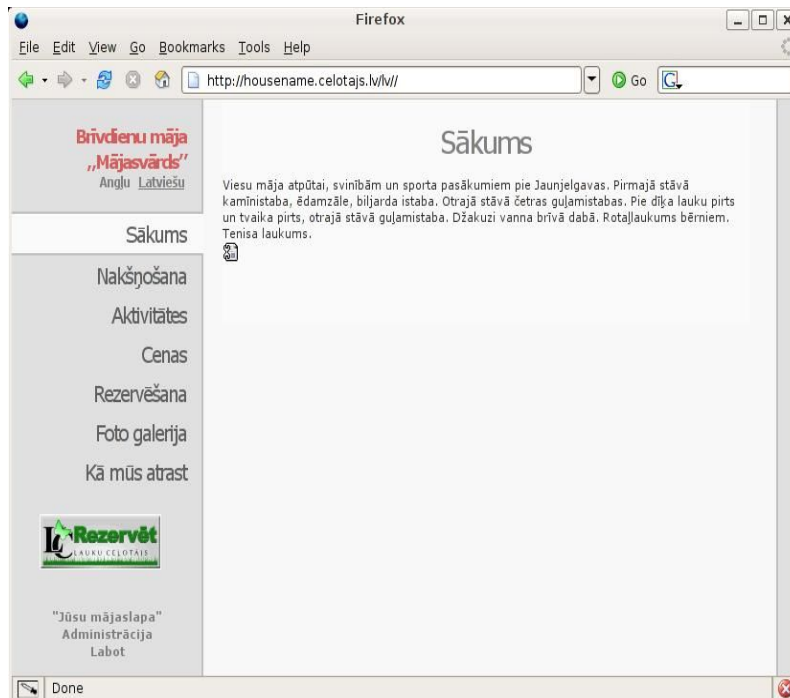 Firefox
File Edit View Go Bookmarks Tools Help
http://housename.celotajs.lv/lv// Go G
Brīvdienu māja
„Mājasvārds”
Angļu Latviešu
Sākums
Nakšņošana
Aktivitātes
Cenas
Rezervēšana
Foto galerija
Kā mūs atrast
LC Rezervēt
LAUKU CEĻOTĀJS
"Jūsu mājaslapa"
Administrācija
Labot
Sākums
Viesu māja atpūtai, svinībām un sporta pasākumiem pie Jaunjelgavas. Pirmajā stāvā
kamīnistaba, ēdamzāle, biljarda istaba. Otrajā stāvā četras guļamistabas. Pie dīķa lauku pirts
un tvaika pirts, otrajā stāvā guļamistaba. Džakuzi vanna brīvā dabā. Rotaļlaukums bērniem.
Tenisa laukums.
Done